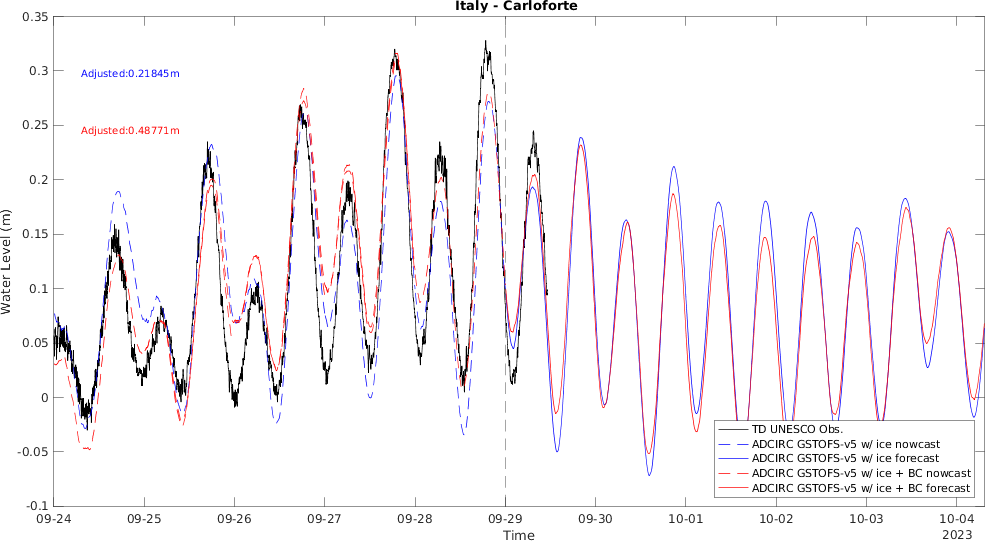 Italy - Carloforte
0.35
0.3
0.25
0.2
0.15
0.1
0.05
0
-0.05
-0.1
Water Level (m)
Adjusted:0.21845m
Adjusted:0.48771m
TD UNESCO Obs.
ADCIRC GSTOFS-v5 w/ ice nowcast
ADCIRC GSTOFS-v5 w/ ice forecast
ADCIRC GSTOFS-v5 w/ ice + BC nowcast
ADCIRC GSTOFS-v5 w/ ice + BC forecast
09-24 09-25 09-26 09-27 09-28 09-29 09-30 10-01 10-02 10-03 10-04
Time
2023